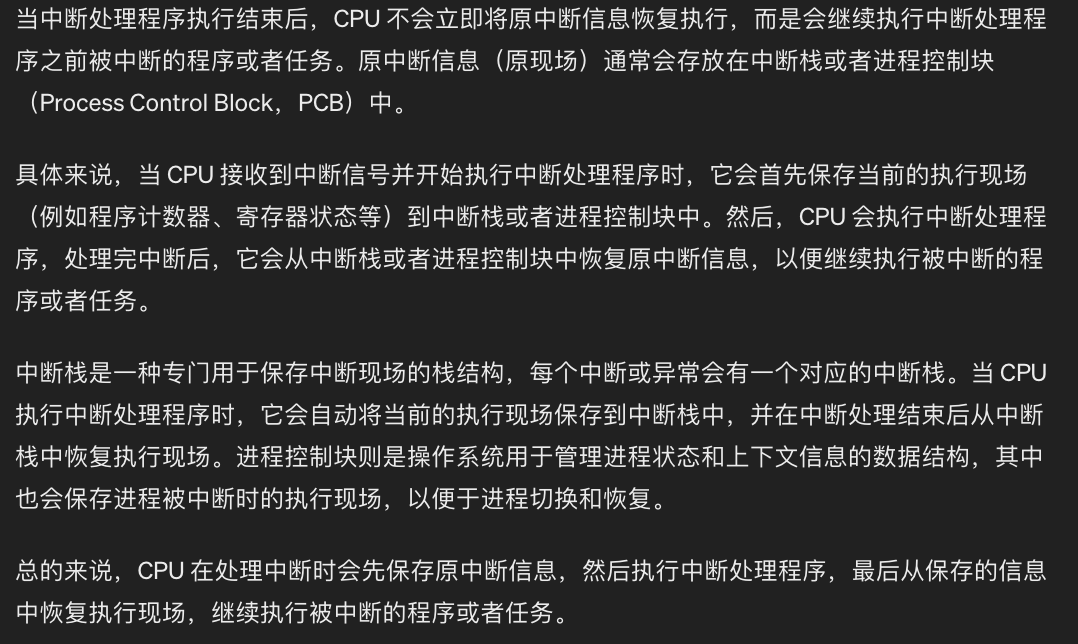 当中断处理程序执行结束后，CPU 不会立即将原中断信息恢复执行，而是会继续执行中断处理程
序之前被中断的程序或者任务。原中断信息（原现场）通常会存放在中断栈或者进程控制块
（Process Control Block，PCB）中。
具体来说，当 CPU 接收到中断信号并开始执行中断处理程序时，它会首先保存当前的执行现场
（例如程序计数器、寄存器状态等）到中断栈或者进程控制块中。然后，CPU 会执行中断处理程
序，处理完中断后，它会从中断栈或者进程控制块中恢复原中断信息，以便继续执行被中断的程
序或者任务。
中断栈是一种专门用于保存中断现场的栈结构，每个中断或异常会有一个对应的中断栈。当 CPU
执行中断处理程序时，它会自动将当前的执行现场保存到中断栈中，并在中断处理结束后从中断
栈中恢复执行现场。进程控制块则是操作系统用于管理进程状态和上下文信息的数据结构，其中
也会保存进程被中断时的执行现场，以便于进程切换和恢复。
总的来说，CPU 在处理中断时会先保存原中断信息，然后执行中断处理程序，最后从保存的信息
中恢复执行现场，继续执行被中断的程序或者任务。